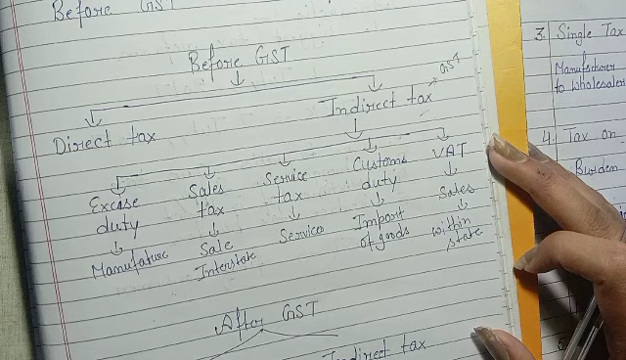 Before GST
Before GST
Direct tax
Indirect tax → GST
Excise duty
Manufature
Sales tax
Sale Interstate
Service tax
Service
Customs duty
Import of goods
VAT
Sales
within state
After GST
Indirect tax
3. Single Tax
Manufacturer
to wholesaler
4. Tax on
Burden